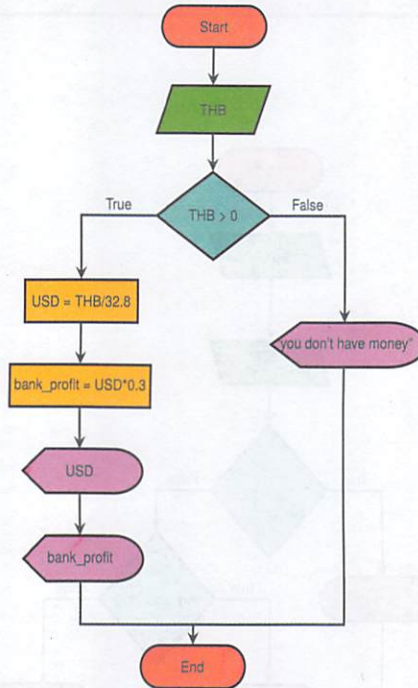 Start
THB
THB > 0
True
False
USD = THB/32.8
you don't have money"
bank_profit = USD*0.3
USD
bank_profit
End